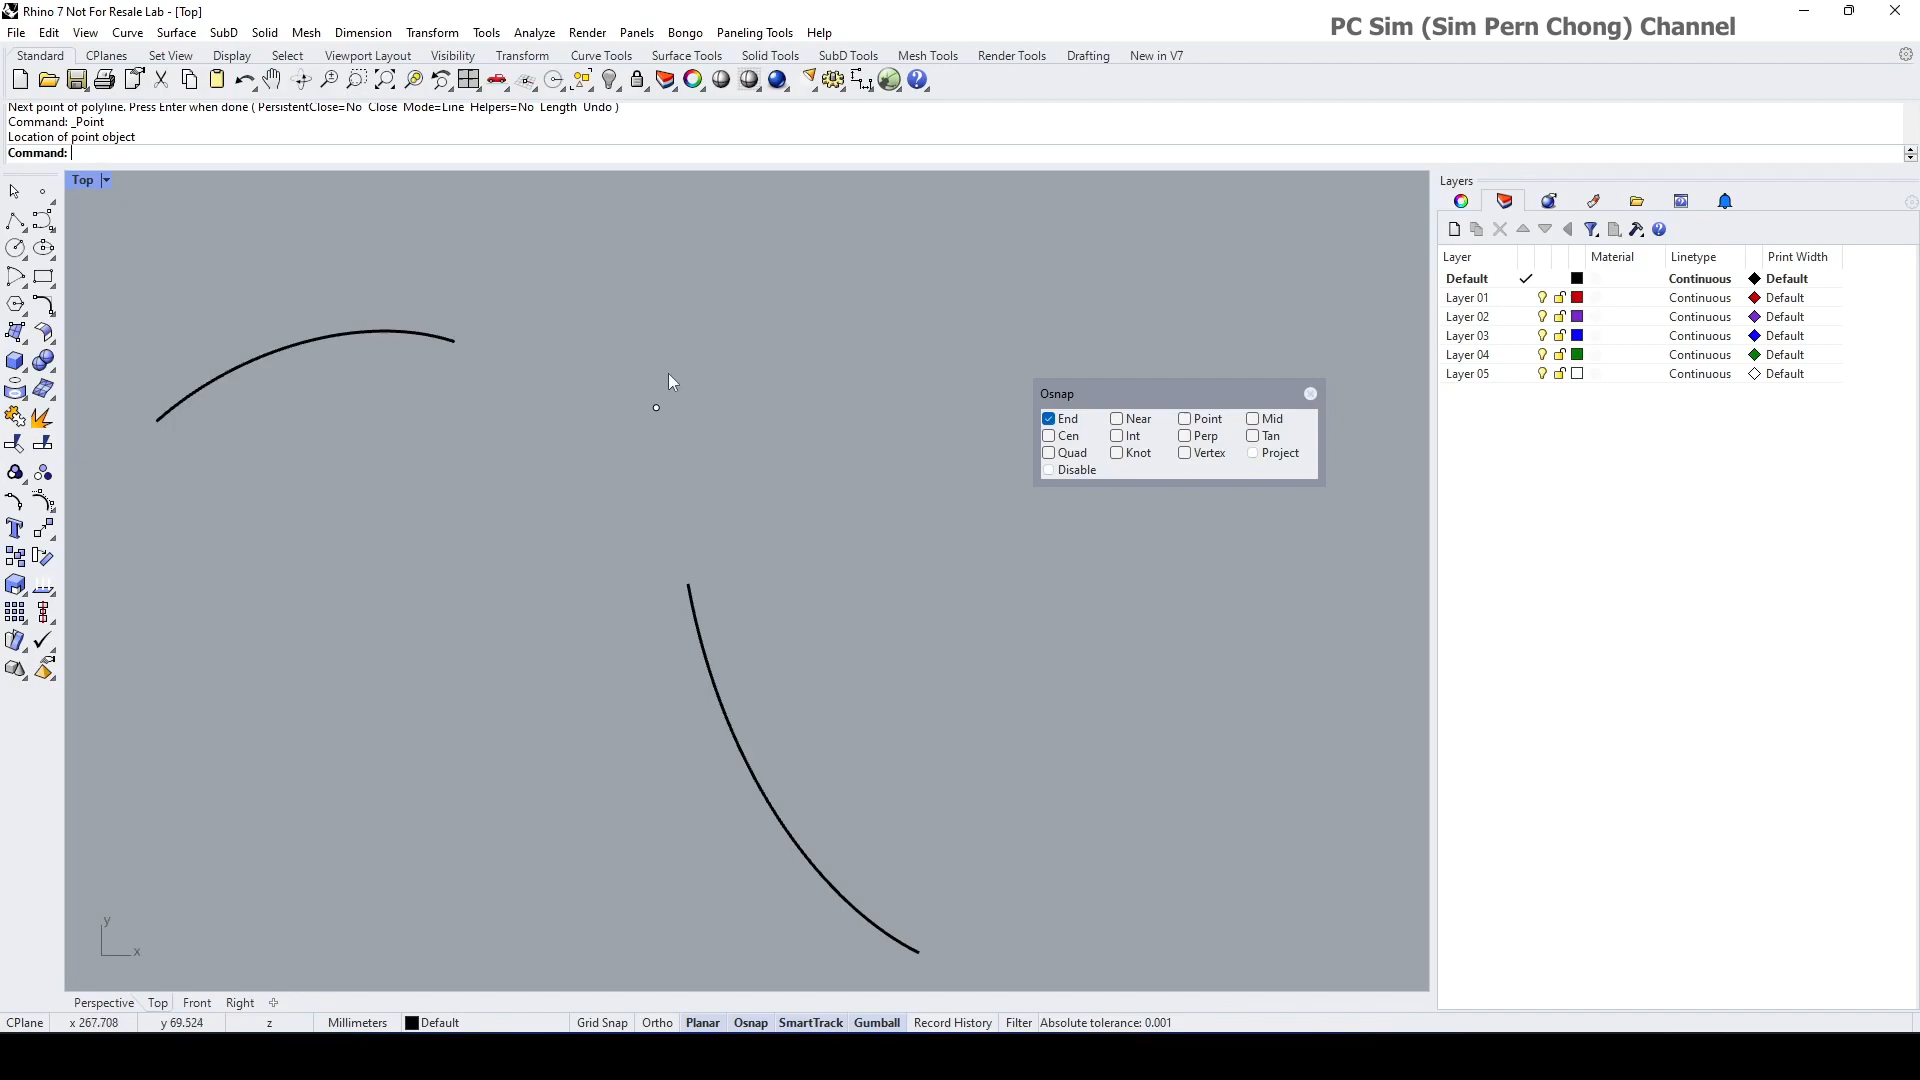 Rhino 7 Not For Resale Lab - [Top]
PC Sim (Sim Pern Chong) Channel
File Edit View Curve Surface SubD Solid Mesh Dimension Transform Tools Analyze Render Panels Bongo Paneling Tools Help
Standard CPlanes Set View Display Select Viewport Layout Visibility Transform Curve Tools Surface Tools Solid Tools SubD Tools Mesh Tools Render Tools Drafting New in V7
Next point of polyline. Press Enter when done ( PersistentClose=No Close Mode=Line Helpers=No Length Undo )
Command: _Point
Location of point object
Command:
Top
Layers
Layer Material Linetype Print Width
Default Continuous Default
Layer 01 Continuous Default
Layer 02 Continuous Default
Layer 03 Continuous Default
Layer 04 Continuous Default
Layer 05 Continuous Default
Osnap
End Near Point Mid
Cen Int Perp Tan
Quad Knot Vertex Project
Disable
y
x
Perspective Top Front Right
CPlane x 267.708 y 69.524 z Millimeters Default Grid Snap Ortho Planar Osnap SmartTrack Gumball Record History Filter Absolute tolerance: 0.001